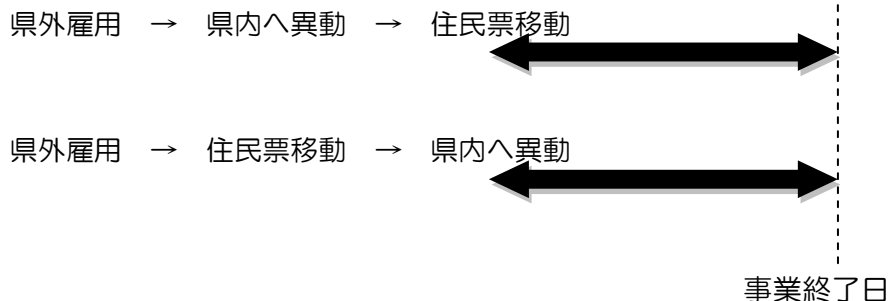 県外雇用 → 県内へ異動 → 住民票移動
県外雇用 → 住民票移動 → 県内へ異動
事業終了日